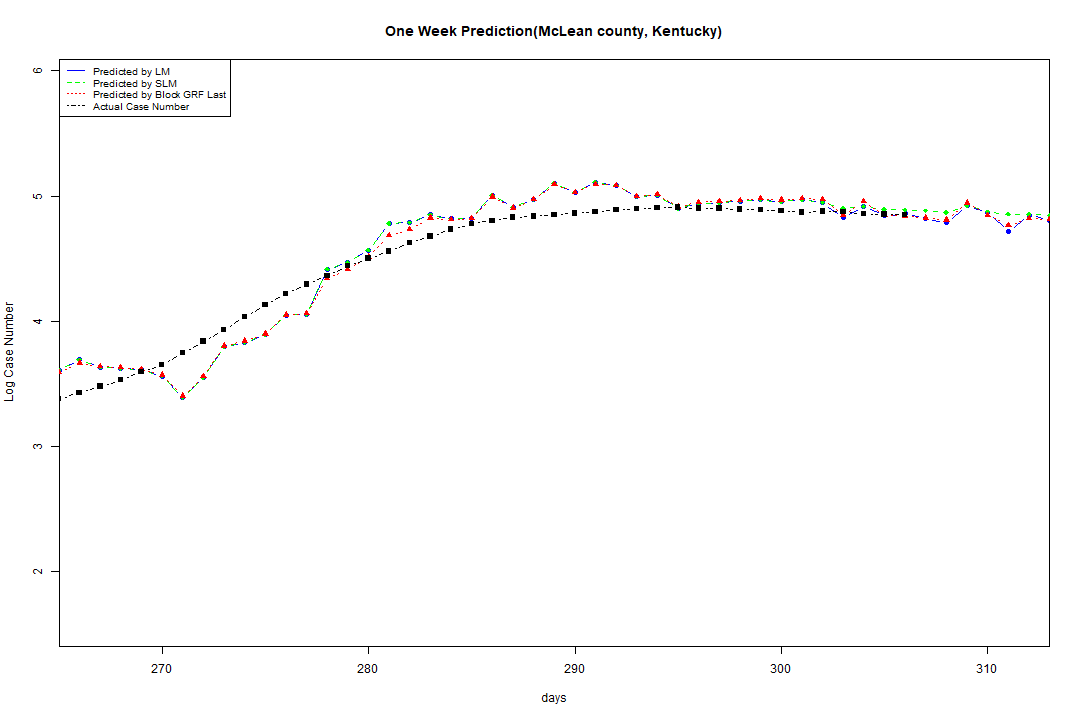 One Week Prediction(McLean county, Kentucky)
Predicted by LM
Predicted by SLM
Predicted by Block GRF Last
Actual Case Number
6
5
4
3
2
Log Case Number
270 280 290 300 310
days